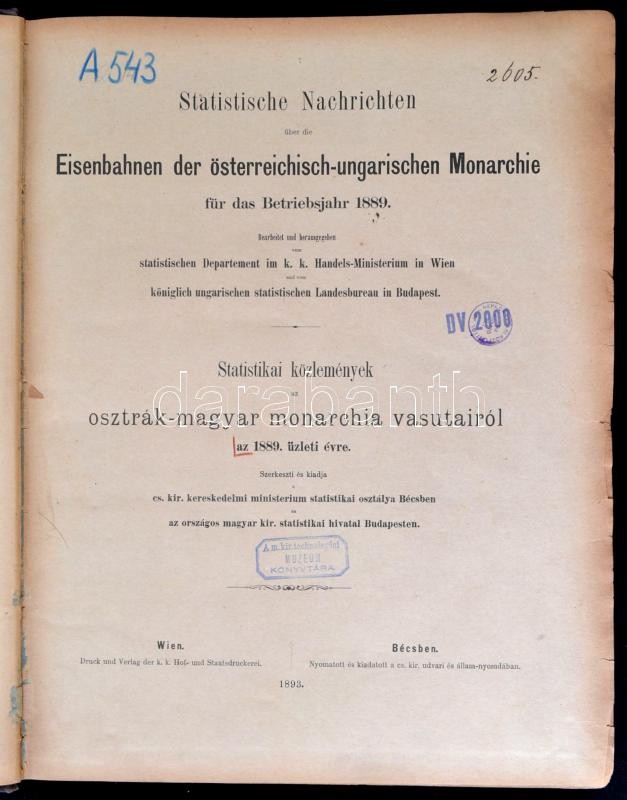 A 543
2605.
Statistische Nachrichten
über die
Eisenbahnen der österreichisch-ungarischen Monarchie
für das Betriebsjahr 1889.
Bearbeitet und herausgegeben
vom
statistischen Departement im k. k. Handels-Ministerium in Wien
und vom
königlich ungarischen statistischen Landesbureau in Budapest.
DV 2000
Statistikai közlemények
az
osztrák-magyar monarchia vasutairól
az 1889. üzleti évre.
darabanth
Szerkeszti és kiadja
a
cs. kir. kereskedelmi ministerium statistikai osztálya Bécsben
és
az országos magyar kir. statistikai hivatal Budapesten.
A m. kir. technologiai
MUZEUM
KÖNYVTÁRA
Wien.
Druck und Verlag der k. k. Hof- und Staatsdruckerei.
Bécsben.
Nyomatott és kiadatott a cs. kir. udvari és állam-nyomdában.
1893.